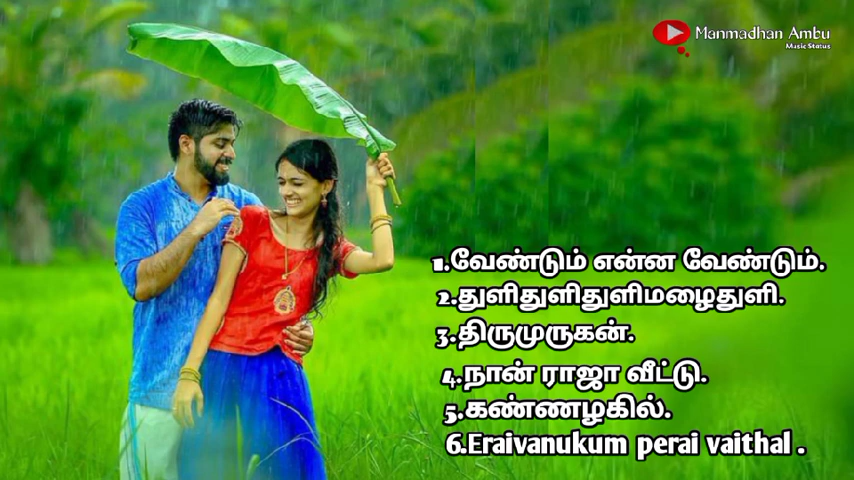 Manmadhan Ambu
Music Status
1.வேண்டும் என்ன வேண்டும்.
2.துளிதுளிதுளிமழைதுளி.
3.திருமுருகன்.
4.நான் ராஜா வீட்டு.
5.கண்ணழகில்.
6.Eraivanukum perai vaithal .